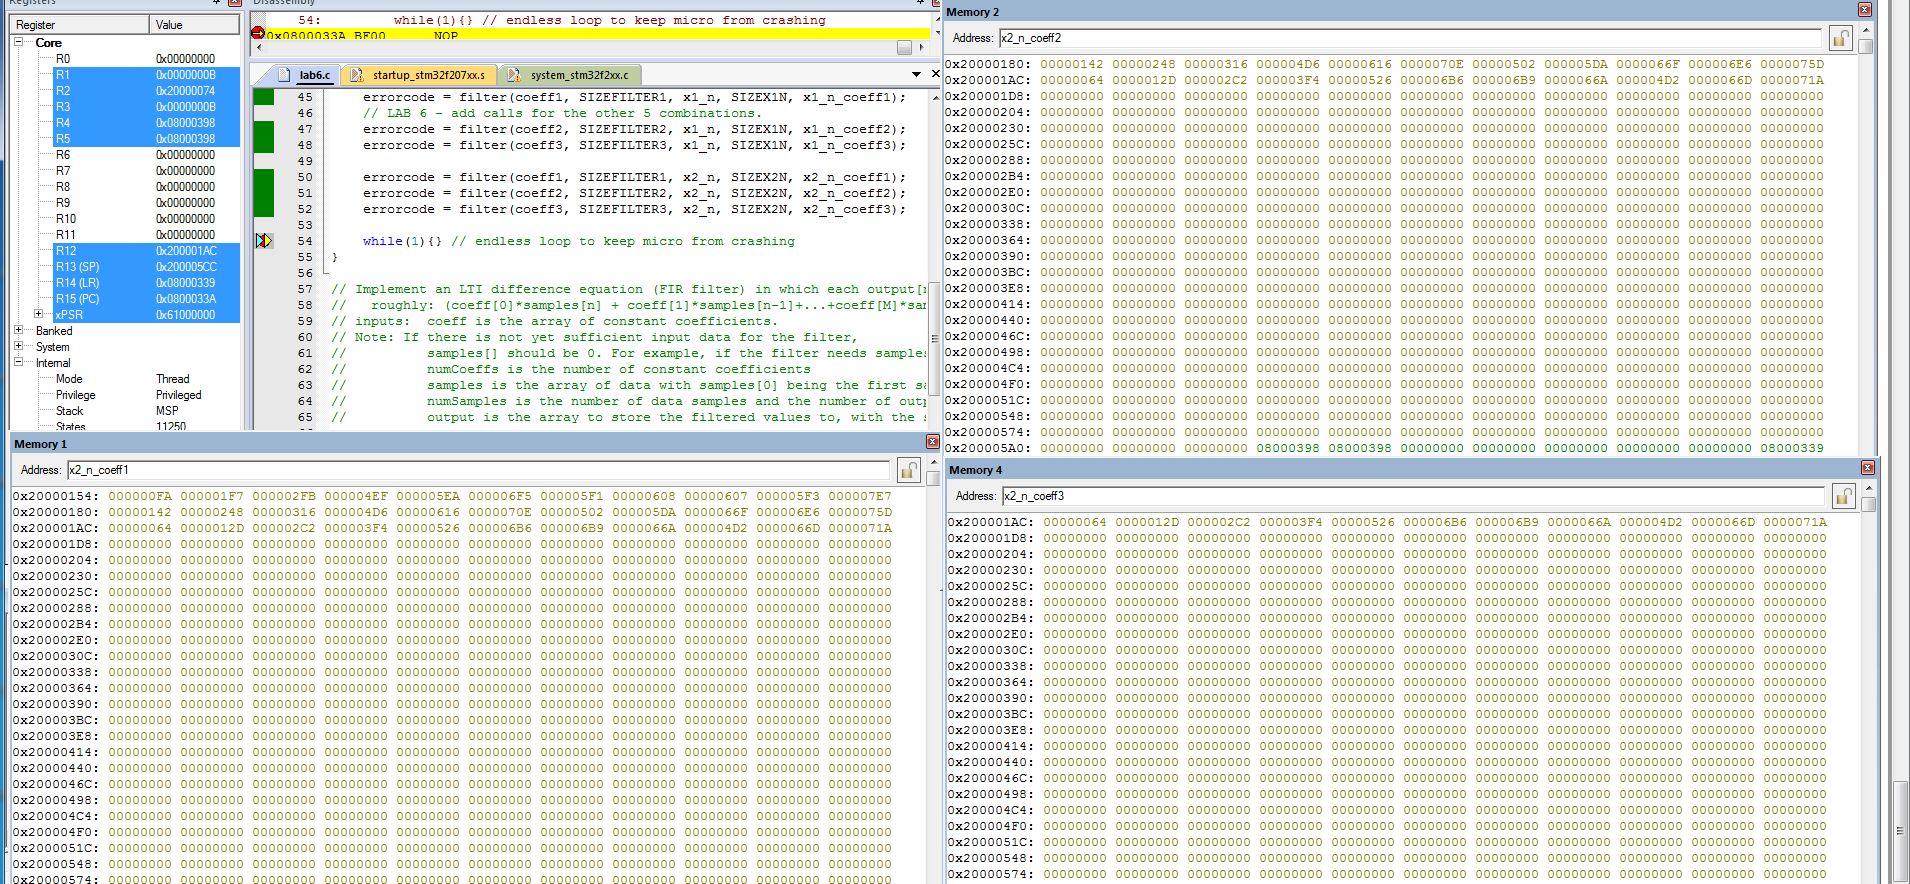 Registers
Register Value
Core
R0 0x00000000
R1 0x0000000B
R2 0x20000074
R3 0x0000000B
R4 0x08000398
R5 0x08000398
R6 0x00000000
R7 0x00000000
R8 0x00000000
R9 0x00000000
R10 0x00000000
R11 0x00000000
R12 0x200001AC
R13 (SP) 0x200005CC
R14 (LR) 0x08000339
R15 (PC) 0x0800033A
xPSR 0x61000000
Banked
System
Internal
Mode Thread
Privilege Privileged
Stack MSP
States 11250
Disassembly
54: while(1){} // endless loop to keep micro from crashing
0x0800033A BF00 NOP
lab6.c startup_stm32f207xx.s system_stm32f2xx.c
45 errorcode = filter(coeff1, SIZEFILTER1, x1_n, SIZEX1N, x1_n_coeff1);
46 // LAB 6 - add calls for the other 5 combinations.
47 errorcode = filter(coeff2, SIZEFILTER2, x1_n, SIZEX1N, x1_n_coeff2);
48 errorcode = filter(coeff3, SIZEFILTER3, x1_n, SIZEX1N, x1_n_coeff3);
49
50 errorcode = filter(coeff1, SIZEFILTER1, x2_n, SIZEX2N, x2_n_coeff1);
51 errorcode = filter(coeff2, SIZEFILTER2, x2_n, SIZEX2N, x2_n_coeff2);
52 errorcode = filter(coeff3, SIZEFILTER3, x2_n, SIZEX2N, x2_n_coeff3);
53
54 while(1){} // endless loop to keep micro from crashing
55 }
56
57 // Implement an LTI difference equation (FIR filter) in which each output[n
58 // roughly: (coeff[0]*samples[n] + coeff[1]*samples[n-1]+...+coeff[M]*sam
59 // inputs: coeff is the array of constant coefficients.
60 // Note: If there is not yet sufficient input data for the filter,
61 // samples[] should be 0. For example, if the filter needs samples
62 // numCoeffs is the number of constant coefficients
63 // samples is the array of data with samples[0] being the first sa
64 // numSamples is the number of data samples and the number of outp
65 // output is the array to store the filtered values to, with the s
Memory 2
Address: x2_n_coeff2
0x20000180: 00000142 00000248 00000316 000004D6 00000616 0000070E 00000502 000005DA 0000066F 000006E6 0000075D
0x200001AC: 00000064 0000012D 000002C2 000003F4 00000526 000006B6 000006B9 0000066A 000004D2 0000066D 0000071A
0x200001D8: 00000000 00000000 00000000 00000000 00000000 00000000 00000000 00000000 00000000 00000000 00000000
0x20000204: 00000000 00000000 00000000 00000000 00000000 00000000 00000000 00000000 00000000 00000000 00000000
0x20000230: 00000000 00000000 00000000 00000000 00000000 00000000 00000000 00000000 00000000 00000000 00000000
0x2000025C: 00000000 00000000 00000000 00000000 00000000 00000000 00000000 00000000 00000000 00000000 00000000
0x20000288: 00000000 00000000 00000000 00000000 00000000 00000000 00000000 00000000 00000000 00000000 00000000
0x200002B4: 00000000 00000000 00000000 00000000 00000000 00000000 00000000 00000000 00000000 00000000 00000000
0x200002E0: 00000000 00000000 00000000 00000000 00000000 00000000 00000000 00000000 00000000 00000000 00000000
0x2000030C: 00000000 00000000 00000000 00000000 00000000 00000000 00000000 00000000 00000000 00000000 00000000
0x20000338: 00000000 00000000 00000000 00000000 00000000 00000000 00000000 00000000 00000000 00000000 00000000
0x20000364: 00000000 00000000 00000000 00000000 00000000 00000000 00000000 00000000 00000000 00000000 00000000
0x20000390: 00000000 00000000 00000000 00000000 00000000 00000000 00000000 00000000 00000000 00000000 00000000
0x200003BC: 00000000 00000000 00000000 00000000 00000000 00000000 00000000 00000000 00000000 00000000 00000000
0x200003E8: 00000000 00000000 00000000 00000000 00000000 00000000 00000000 00000000 00000000 00000000 00000000
0x20000414: 00000000 00000000 00000000 00000000 00000000 00000000 00000000 00000000 00000000 00000000 00000000
0x20000440: 00000000 00000000 00000000 00000000 00000000 00000000 00000000 00000000 00000000 00000000 00000000
0x2000046C: 00000000 00000000 00000000 00000000 00000000 00000000 00000000 00000000 00000000 00000000 00000000
0x20000498: 00000000 00000000 00000000 00000000 00000000 00000000 00000000 00000000 00000000 00000000 00000000
0x200004C4: 00000000 00000000 00000000 00000000 00000000 00000000 00000000 00000000 00000000 00000000 00000000
0x200004F0: 00000000 00000000 00000000 00000000 00000000 00000000 00000000 00000000 00000000 00000000 00000000
0x2000051C: 00000000 00000000 00000000 00000000 00000000 00000000 00000000 00000000 00000000 00000000 00000000
0x20000548: 00000000 00000000 00000000 00000000 00000000 00000000 00000000 00000000 00000000 00000000 00000000
0x20000574: 00000000 00000000 00000000 00000000 00000000 00000000 00000000 00000000 00000000 00000000 00000000
0x200005A0: 00000000 00000000 00000000 08000398 08000398 00000000 00000000 00000000 00000000 00000000 08000339
Memory 1
Address: x2_n_coeff1
0x20000154: 000000FA 000001F7 000002FB 000004EF 000005EA 000006F5 000005F1 00000608 00000607 000005F3 000007E7
0x20000180: 00000142 00000248 00000316 000004D6 00000616 0000070E 00000502 000005DA 0000066F 000006E6 0000075D
0x200001AC: 00000064 0000012D 000002C2 000003F4 00000526 000006B6 000006B9 0000066A 000004D2 0000066D 0000071A
0x200001D8: 00000000 00000000 00000000 00000000 00000000 00000000 00000000 00000000 00000000 00000000 00000000
0x20000204: 00000000 00000000 00000000 00000000 00000000 00000000 00000000 00000000 00000000 00000000 00000000
0x20000230: 00000000 00000000 00000000 00000000 00000000 00000000 00000000 00000000 00000000 00000000 00000000
0x2000025C: 00000000 00000000 00000000 00000000 00000000 00000000 00000000 00000000 00000000 00000000 00000000
0x20000288: 00000000 00000000 00000000 00000000 00000000 00000000 00000000 00000000 00000000 00000000 00000000
0x200002B4: 00000000 00000000 00000000 00000000 00000000 00000000 00000000 00000000 00000000 00000000 00000000
0x200002E0: 00000000 00000000 00000000 00000000 00000000 00000000 00000000 00000000 00000000 00000000 00000000
0x2000030C: 00000000 00000000 00000000 00000000 00000000 00000000 00000000 00000000 00000000 00000000 00000000
0x20000338: 00000000 00000000 00000000 00000000 00000000 00000000 00000000 00000000 00000000 00000000 00000000
0x20000364: 00000000 00000000 00000000 00000000 00000000 00000000 00000000 00000000 00000000 00000000 00000000
0x20000390: 00000000 00000000 00000000 00000000 00000000 00000000 00000000 00000000 00000000 00000000 00000000
0x200003BC: 00000000 00000000 00000000 00000000 00000000 00000000 00000000 00000000 00000000 00000000 00000000
0x200003E8: 00000000 00000000 00000000 00000000 00000000 00000000 00000000 00000000 00000000 00000000 00000000
0x20000414: 00000000 00000000 00000000 00000000 00000000 00000000 00000000 00000000 00000000 00000000 00000000
0x20000440: 00000000 00000000 00000000 00000000 00000000 00000000 00000000 00000000 00000000 00000000 00000000
0x2000046C: 00000000 00000000 00000000 00000000 00000000 00000000 00000000 00000000 00000000 00000000 00000000
0x20000498: 00000000 00000000 00000000 00000000 00000000 00000000 00000000 00000000 00000000 00000000 00000000
0x200004C4: 00000000 00000000 00000000 00000000 00000000 00000000 00000000 00000000 00000000 00000000 00000000
0x200004F0: 00000000 00000000 00000000 00000000 00000000 00000000 00000000 00000000 00000000 00000000 00000000
0x2000051C: 00000000 00000000 00000000 00000000 00000000 00000000 00000000 00000000 00000000 00000000 00000000
0x20000548: 00000000 00000000 00000000 00000000 00000000 00000000 00000000 00000000 00000000 00000000 00000000
0x20000574: 00000000 00000000 00000000 00000000 00000000 00000000 00000000 00000000 00000000 00000000 00000000
Memory 4
Address: x2_n_coeff3
0x200001AC: 00000064 0000012D 000002C2 000003F4 00000526 000006B6 000006B9 0000066A 000004D2 0000066D 0000071A
0x200001D8: 00000000 00000000 00000000 00000000 00000000 00000000 00000000 00000000 00000000 00000000 00000000
0x20000204: 00000000 00000000 00000000 00000000 00000000 00000000 00000000 00000000 00000000 00000000 00000000
0x20000230: 00000000 00000000 00000000 00000000 00000000 00000000 00000000 00000000 00000000 00000000 00000000
0x2000025C: 00000000 00000000 00000000 00000000 00000000 00000000 00000000 00000000 00000000 00000000 00000000
0x20000288: 00000000 00000000 00000000 00000000 00000000 00000000 00000000 00000000 00000000 00000000 00000000
0x200002B4: 00000000 00000000 00000000 00000000 00000000 00000000 00000000 00000000 00000000 00000000 00000000
0x200002E0: 00000000 00000000 00000000 00000000 00000000 00000000 00000000 00000000 00000000 00000000 00000000
0x2000030C: 00000000 00000000 00000000 00000000 00000000 00000000 00000000 00000000 00000000 00000000 00000000
0x20000338: 00000000 00000000 00000000 00000000 00000000 00000000 00000000 00000000 00000000 00000000 00000000
0x20000364: 00000000 00000000 00000000 00000000 00000000 00000000 00000000 00000000 00000000 00000000 00000000
0x20000390: 00000000 00000000 00000000 00000000 00000000 00000000 00000000 00000000 00000000 00000000 00000000
0x200003BC: 00000000 00000000 00000000 00000000 00000000 00000000 00000000 00000000 00000000 00000000 00000000
0x200003E8: 00000000 00000000 00000000 00000000 00000000 00000000 00000000 00000000 00000000 00000000 00000000
0x20000414: 00000000 00000000 00000000 00000000 00000000 00000000 00000000 00000000 00000000 00000000 00000000
0x20000440: 00000000 00000000 00000000 00000000 00000000 00000000 00000000 00000000 00000000 00000000 00000000
0x2000046C: 00000000 00000000 00000000 00000000 00000000 00000000 00000000 00000000 00000000 00000000 00000000
0x20000498: 00000000 00000000 00000000 00000000 00000000 00000000 00000000 00000000 00000000 00000000 00000000
0x200004C4: 00000000 00000000 00000000 00000000 00000000 00000000 00000000 00000000 00000000 00000000 00000000
0x200004F0: 00000000 00000000 00000000 00000000 00000000 00000000 00000000 00000000 00000000 00000000 00000000
0x2000051C: 00000000 00000000 00000000 00000000 00000000 00000000 00000000 00000000 00000000 00000000 00000000
0x20000548: 00000000 00000000 00000000 00000000 00000000 00000000 00000000 00000000 00000000 00000000 00000000
0x20000574: 00000000 00000000 00000000 00000000 00000000 00000000 00000000 00000000 00000000 00000000 00000000